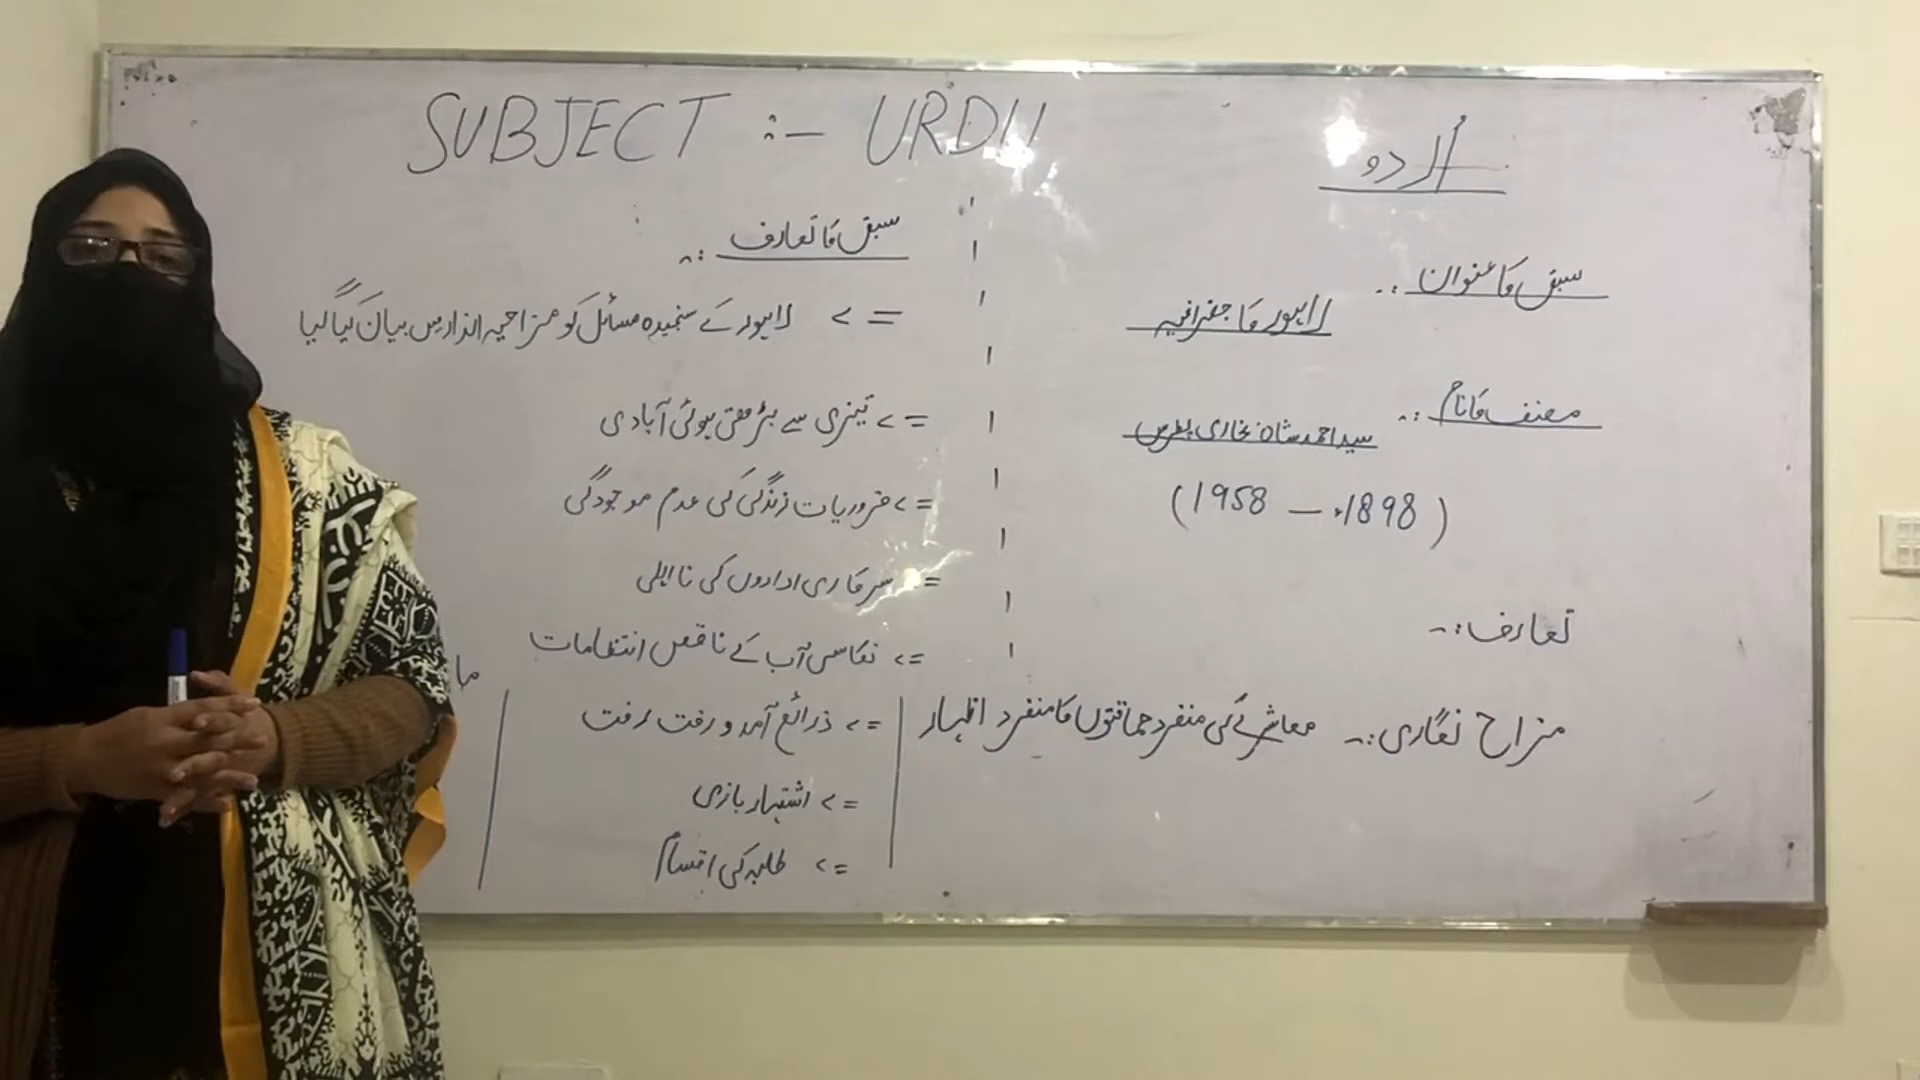 SUBJECT :- URDU
اُردو
سبق کا عنوان :-
لاہور کا جغرافیہ
مصنف کا نام :-
سید احمد شاہ بخاری پطرس
(1898ء – 1958)
تعارف :-
مزاح نگاری :- معاشرے کی منفرد حماقتوں کا منفرد اظہار
سبق کا تعارف :-
=> لاہور کے سنجیدہ مسائل کو مزاحیہ انداز میں بیان کیا گیا
=> تیزی سے بڑھتی ہوئی آبادی
=> ضروریات زندگی کی عدم موجودگی
=> سرکاری اداروں کی نااہلی
=> نکاسی آب کے ناقص انتظامات
=> ذرائع آمد و رفت
=> اشتہار بازی
=> طلبہ کی اقسام
ما